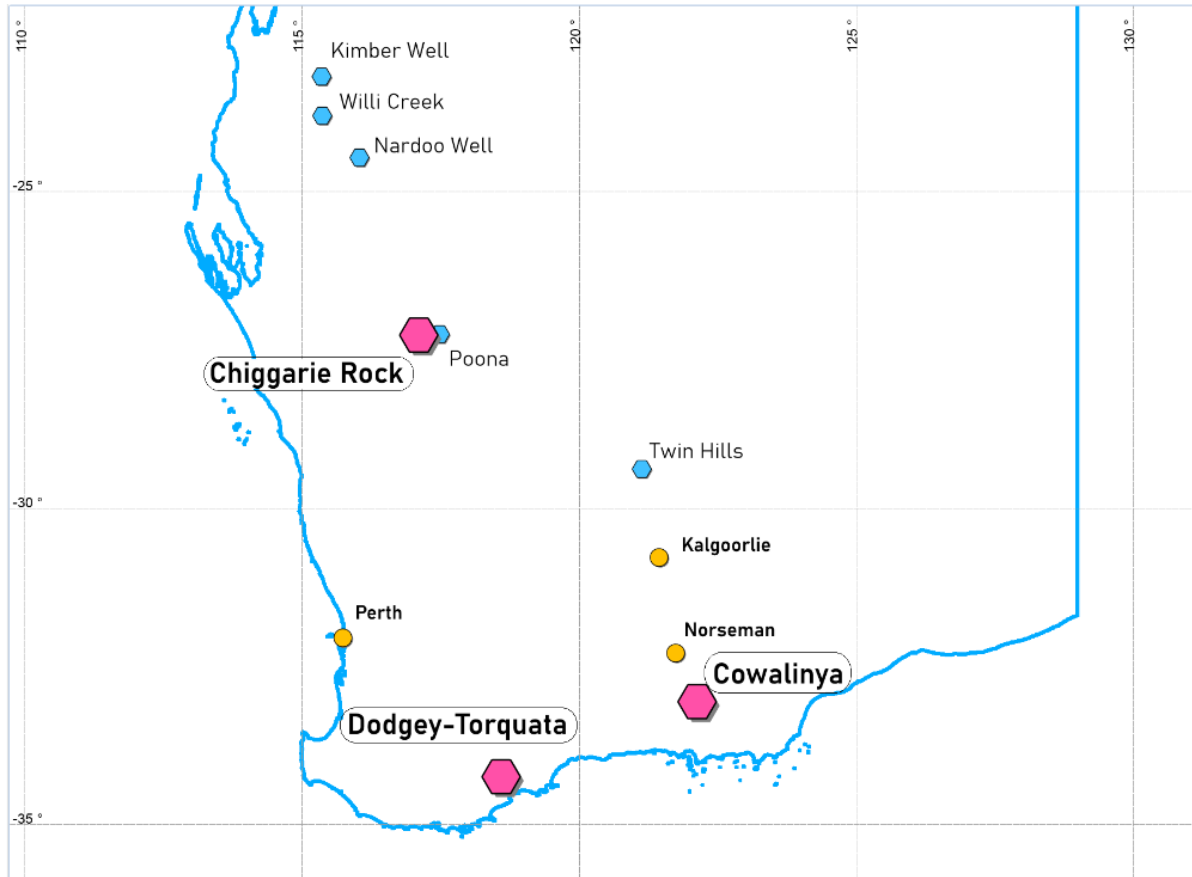 110 °
115 °
120 °
125 °
130 °
Kimber Well
Willi Creek
Nardoo Well
-25 °
Poona
Chiggarie Rock
Twin Hills
-30 °
Kalgoorlie
Perth
Norseman
Cowalinya
Dodgey-Torquata
-35 °